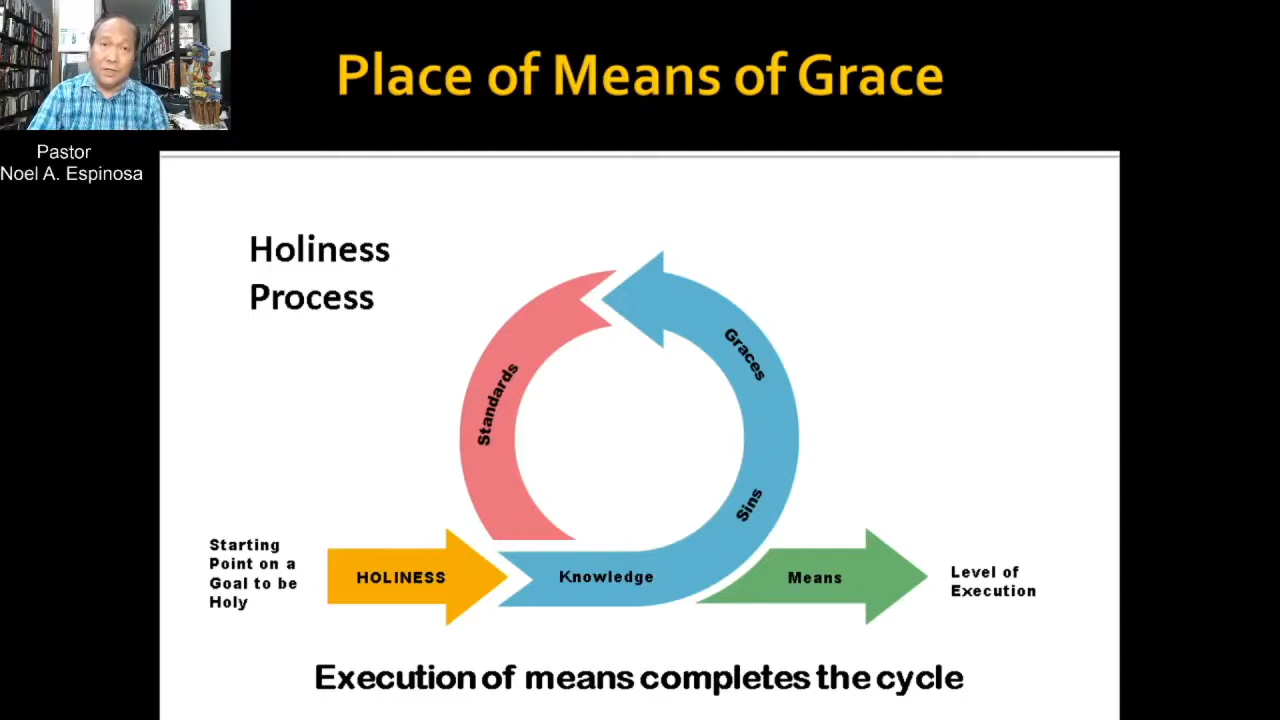 Place of Means of Grace
Pastor
Noel A. Espinosa
Holiness
Process
Standards
Graces
Sins
Starting
Point on a
Goal to be
Holy
HOLINESS
Knowledge
Means
Level of
Execution
Execution of means completes the cycle